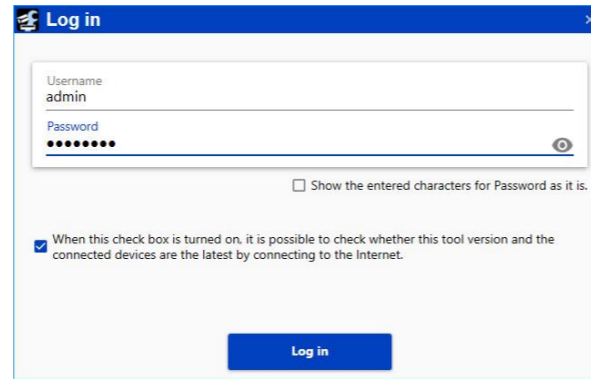 Log in
Username
admin
Password
●●●●●●●●
Show the entered characters for Password as it is.
When this check box is turned on, it is possible to check whether this tool version and the
connected devices are the latest by connecting to the Internet.
Log in